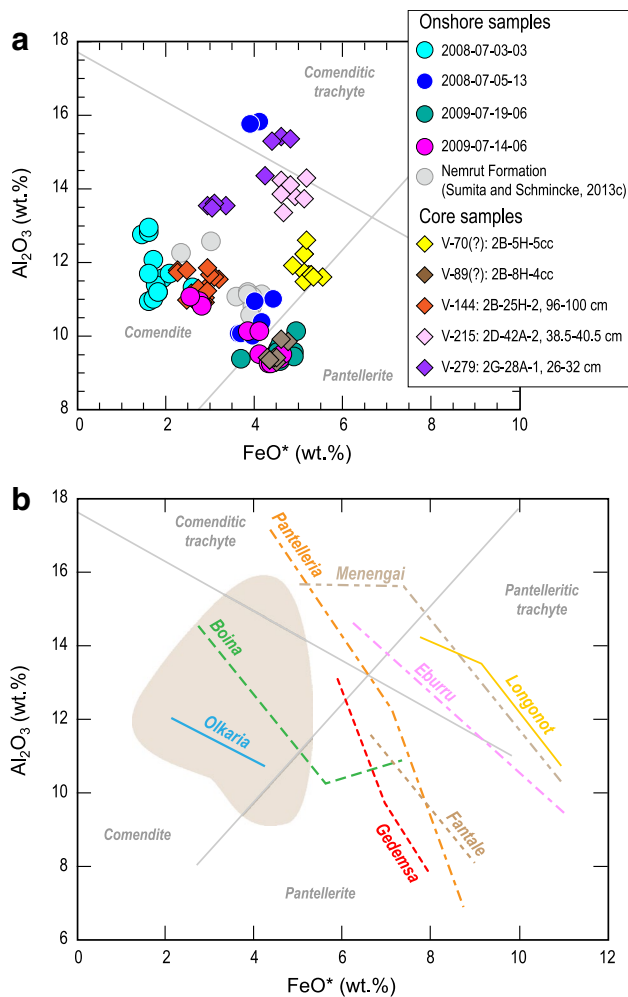 a
18
16
14
12
10
8
Al₂O₃ (wt.%)
0
2
4
6
8
10
FeO* (wt.%)
Comenditic
trachyte
Comendite
Pantellerite
Onshore samples
2008-07-03-03
2008-07-05-13
2009-07-19-06
2009-07-14-06
Nemrut Formation
(Sumita and Schmincke, 2013c)
Core samples
V-70(?): 2B-5H-5cc
V-89(?): 2B-8H-4cc
V-144: 2B-25H-2, 96-100 cm
V-215: 2D-42A-2, 38.5-40.5 cm
V-279: 2G-28A-1, 26-32 cm
b
18
16
14
12
10
8
6
Al₂O₃ (wt.%)
0
2
4
6
8
10
12
FeO* (wt.%)
Comenditic
trachyte
Pantelleria
Menengai
Pantelleritic
trachyte
Boina
Eburru
Longonot
Olkaria
Comendite
Gedemsa
Fantale
Pantellerite